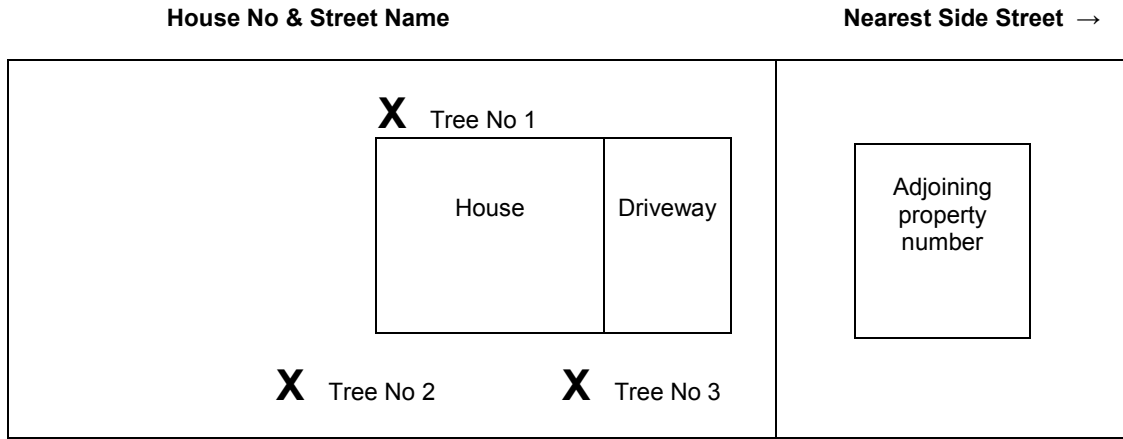 House No & Street Name
Nearest Side Street →
X Tree No 1
House
Driveway
Adjoining
property
number
X Tree No 2
X Tree No 3